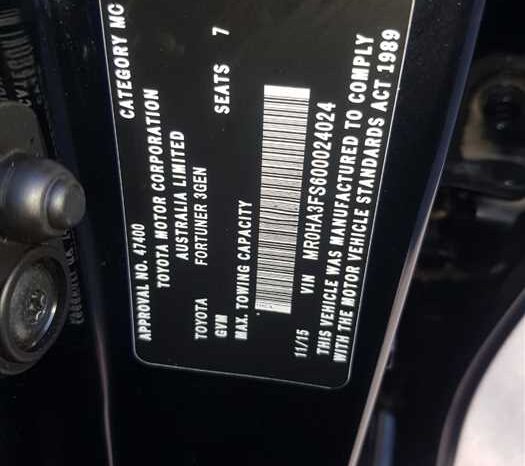 APPROVAL NO. 47400 CATEGORY MC
TOYOTA MOTOR CORPORATION
AUSTRALIA LIMITED
TOYOTA FORTUNER 3GEN
GVM SEATS 7
MAX. TOWING CAPACITY
11/15 VIN MR0HA3FS600024024
THIS VEHICLE WAS MANUFACTURED TO COMPLY
WITH THE MOTOR VEHICLE STANDARDS ACT 1989